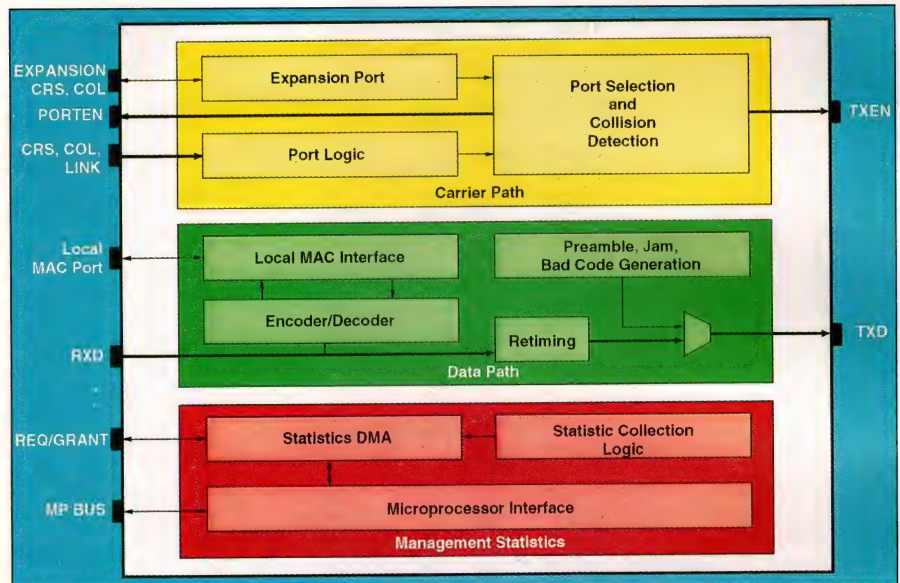 EXPANSION
CRS, COL
PORTEN
CRS, COL,
LINK
Expansion Port
Port Logic
Port Selection
and
Collision
Detection
Carrier Path
TXEN
Local
MAC Port
RXD
Local MAC Interface
Encoder/Decoder
Preamble, Jam,
Bad Code Generation
Retiming
Data Path
TXD
REQ/GRANT
MP BUS
Statistics DMA
Statistic Collection
Logic
Microprocessor Interface
Management Statistics